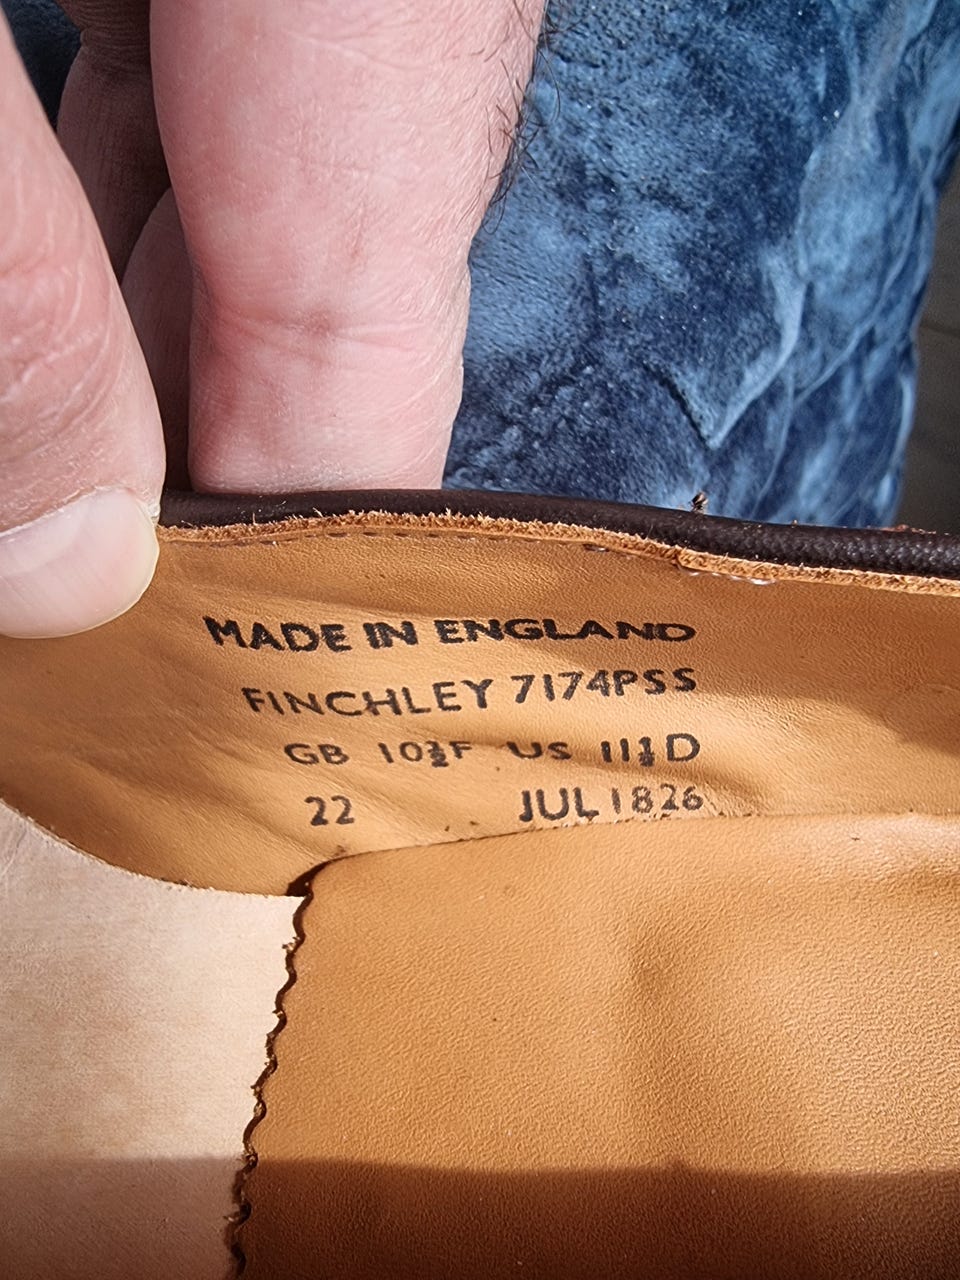 MADE IN ENGLAND
FINCHLEY 7174PSS
GB 10½F US 11½D
22 JUL 1826